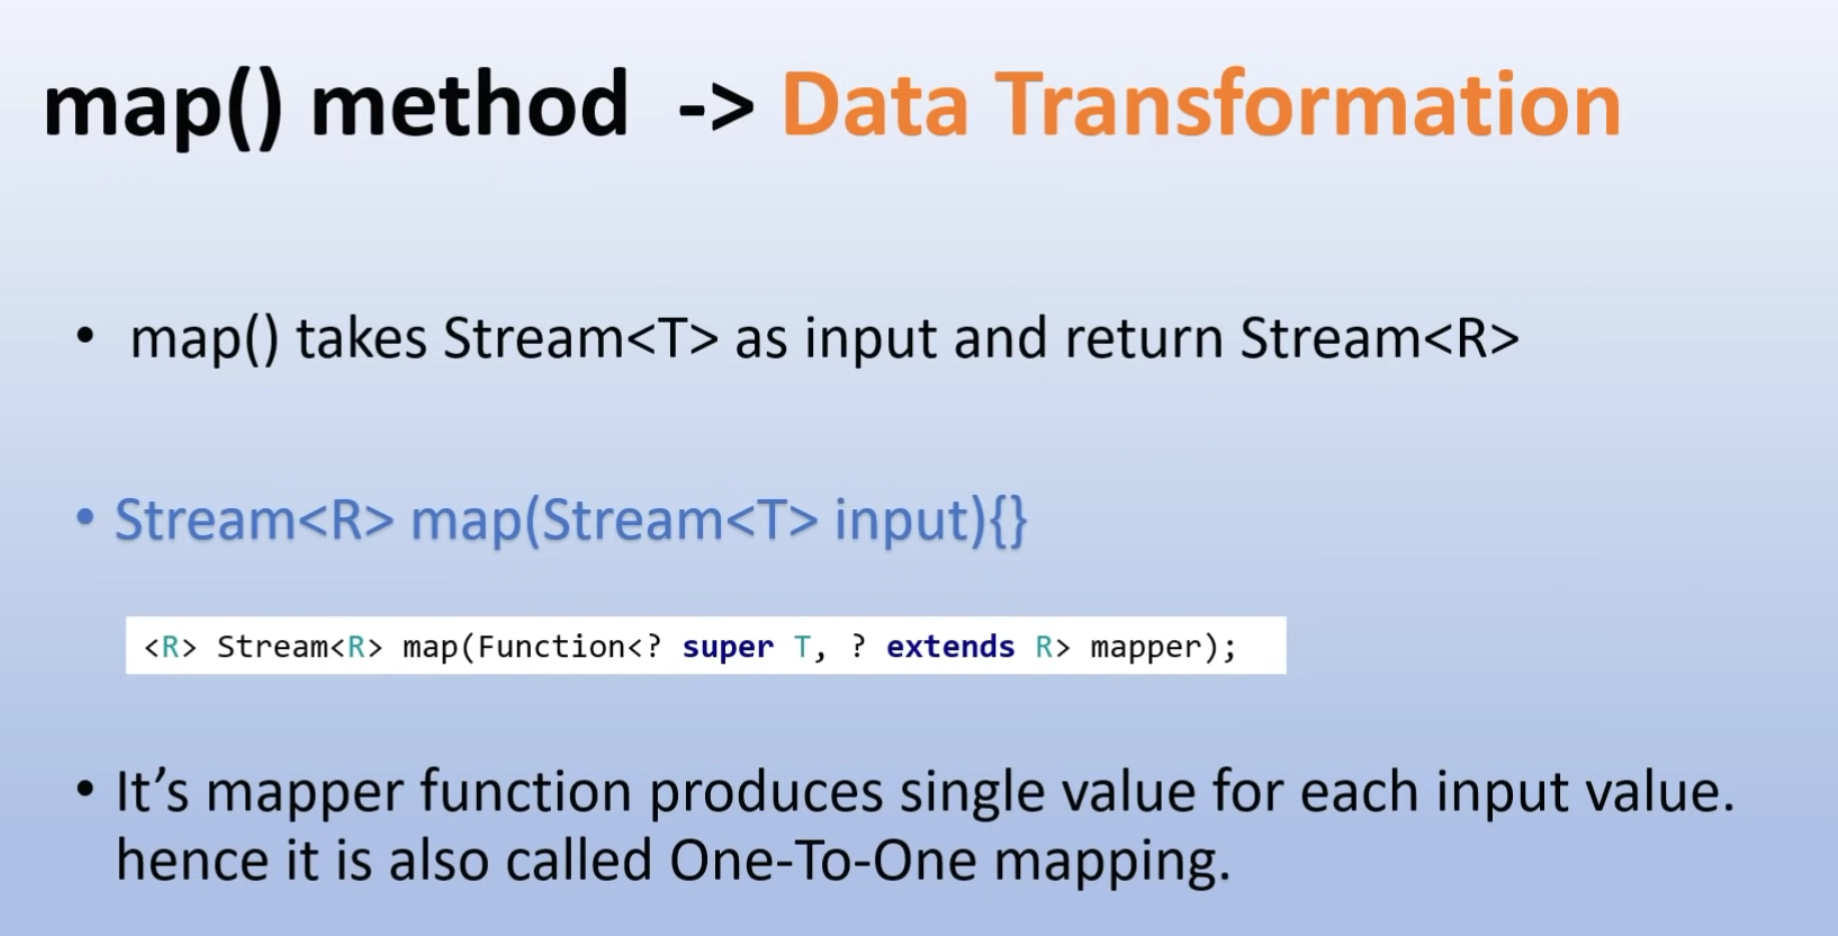 map() method -> Data Transformation
• map() takes Stream<T> as input and return Stream<R>
• Stream<R> map(Stream<T> input){}
<R> Stream<R> map(Function<? super T, ? extends R> mapper);
• It’s mapper function produces single value for each input value.
hence it is also called One-To-One mapping.